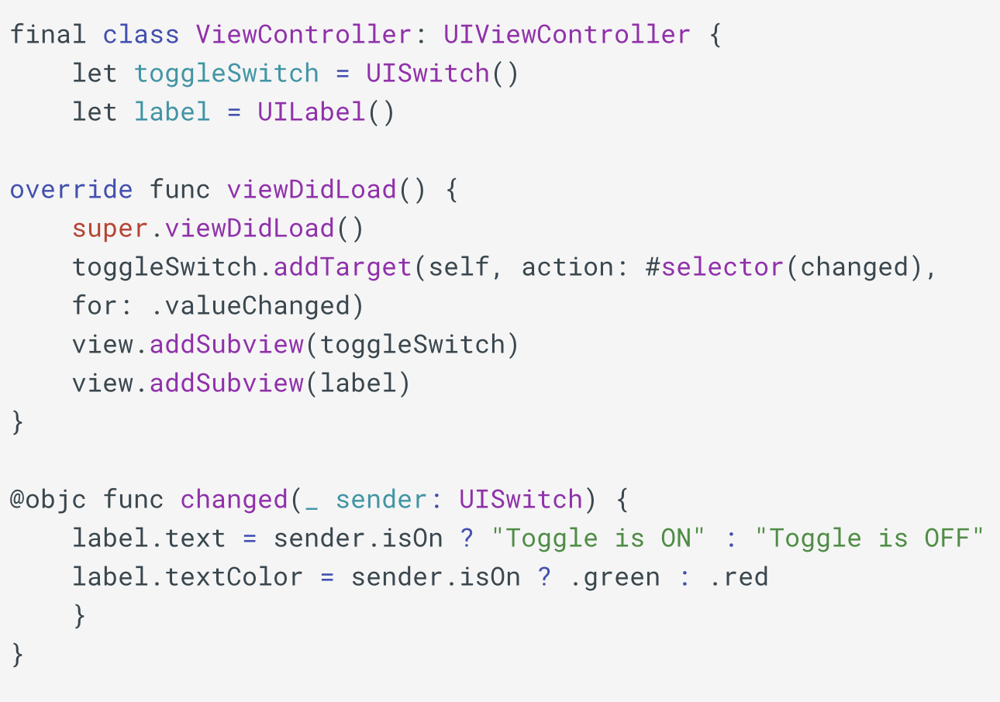 final class ViewController: UIViewController {
    let toggleSwitch = UISwitch()
    let label = UILabel()

override func viewDidLoad() {
    super.viewDidLoad()
    toggleSwitch.addTarget(self, action: #selector(changed),
    for: .valueChanged)
    view.addSubview(toggleSwitch)
    view.addSubview(label)
}

@objc func changed(_ sender: UISwitch) {
    label.text = sender.isOn ? "Toggle is ON" : "Toggle is OFF"
    label.textColor = sender.isOn ? .green : .red
    }
}